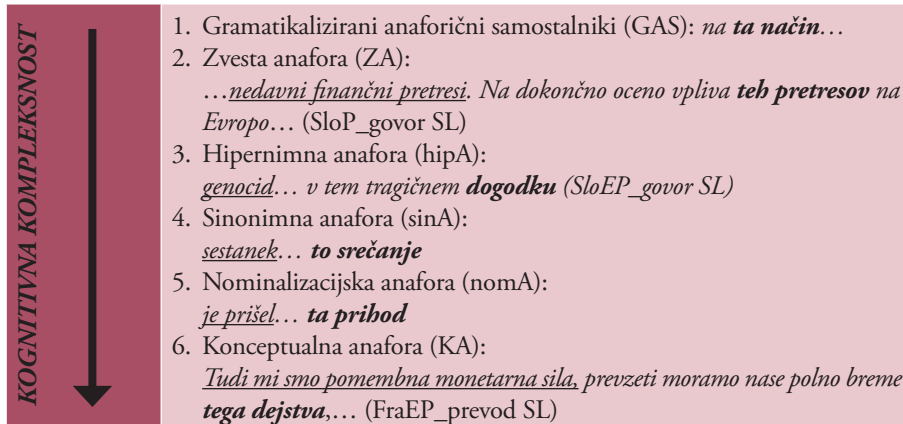 KOGNITIVNA KOMPLEKSNOST
1. Gramatikalizirani anaforični samostalniki (GAS): na ta način…
2. Zvesta anafora (ZA):
…nedavni finančni pretresi. Na dokončno oceno vpliva teh pretresov na
Evropo… (SloP_govor SL)
3. Hipernimna anafora (hipA):
genocid… v tem tragičnem dogodku (SloEP_govor SL)
4. Sinonimna anafora (sinA):
sestanek… to srečanje
5. Nominalizacijska anafora (nomA):
je prišel… ta prihod
6. Konceptualna anafora (KA):
Tudi mi smo pomembna monetarna sila, prevzeti moramo nase polno breme
tega dejstva,… (FraEP_prevod SL)